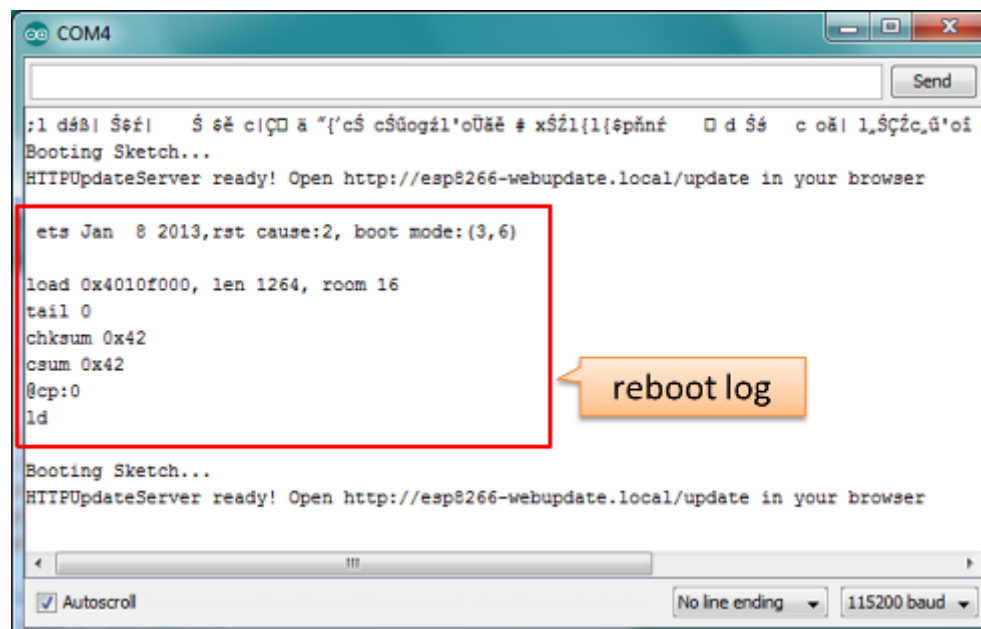 COM4
Send
Booting Sketch...
HTTPUpdateServer ready! Open http://esp8266-webupdate.local/update in your browser
ets Jan  8 2013,rst cause:2, boot mode:(3,6)
load 0x4010f000, len 1264, room 16
tail 0
chksum 0x42
csum 0x42
@cp:0
ld
reboot log
Booting Sketch...
HTTPUpdateServer ready! Open http://esp8266-webupdate.local/update in your browser
Autoscroll
No line ending
115200 baud